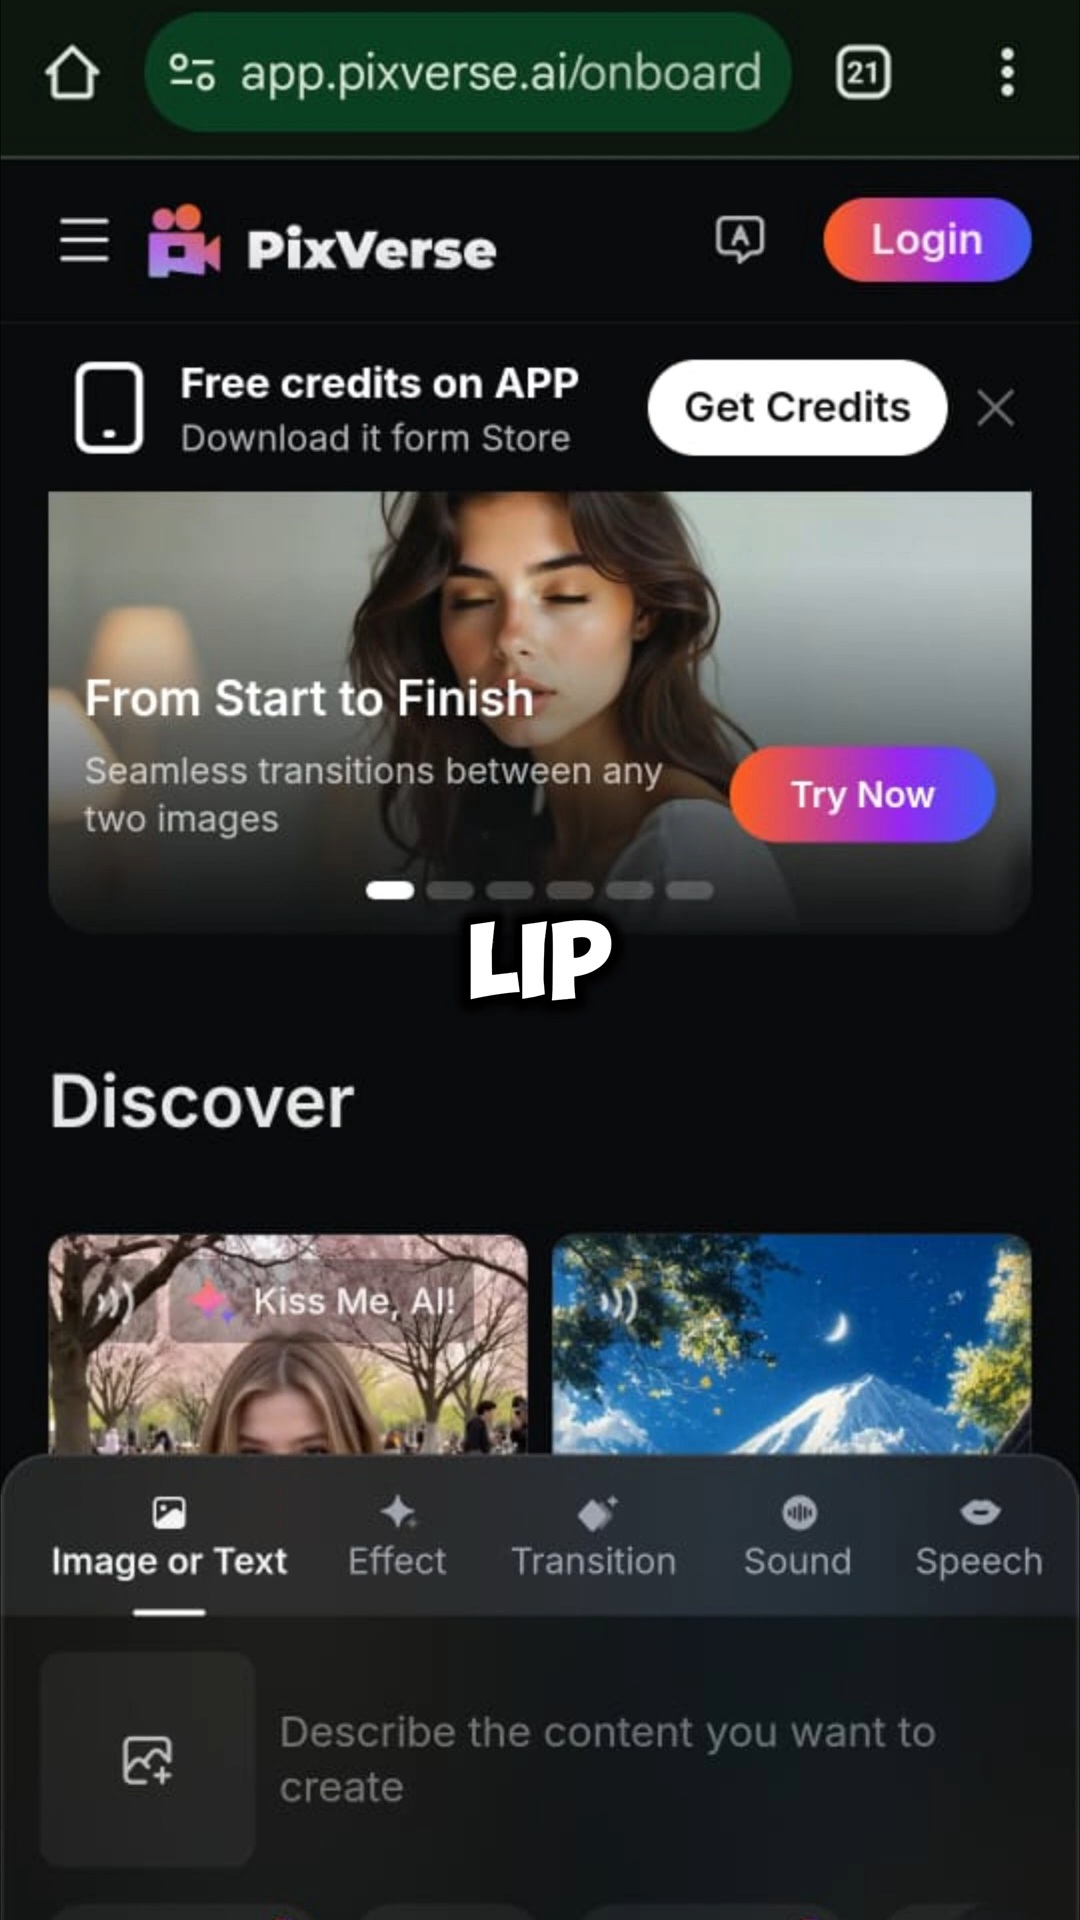 app.pixverse.ai/onboard
21
PixVerse
A
Login
Free credits on APP
Download it form Store
Get Credits
From Start to Finish
Seamless transitions between any
two images
Try Now
LIP
Discover
Kiss Me, AI!
Image or Text
Effect
Transition
Sound
Speech
Describe the content you want to
create